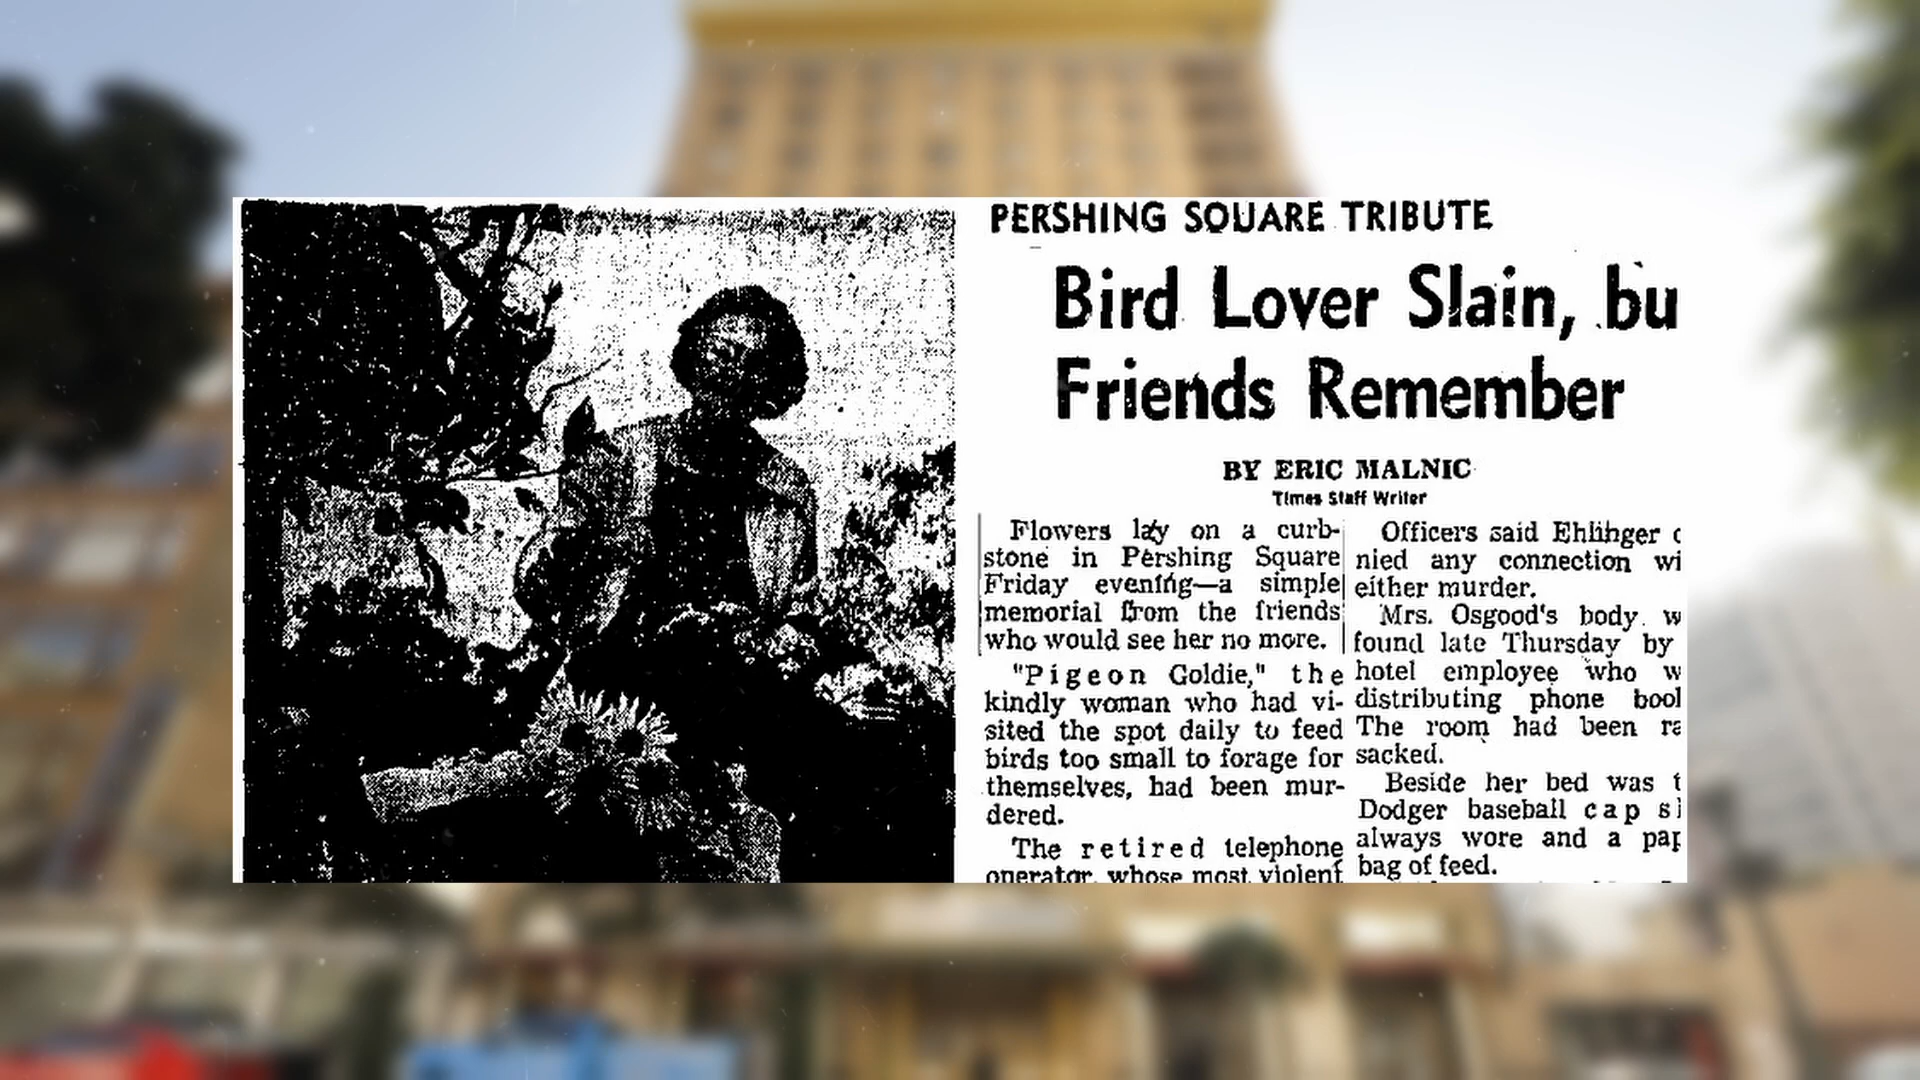 PERSHING SQUARE TRIBUTE
Bird Lover Slain, bu
Friends Remember
BY ERIC MALNIC
Times Staff Writer
Flowers lay on a curb-
stone in Pershing Square
Friday evening—a simple
memorial from the friends
who would see her no more.
"Pigeon Goldie," the
kindly woman who had vi-
sited the spot daily to feed
birds too small to forage for
themselves, had been mur-
dered.
The retired telephone
operator, whose most violent
Officers said Ehlinger
nied any connection wi
either murder.
Mrs. Osgood's body w
found late Thursday by
hotel employee who w
distributing phone boo
The room had been ra
sacked.
Beside her bed was t
Dodger baseball cap s
always wore and a pap
bag of feed.